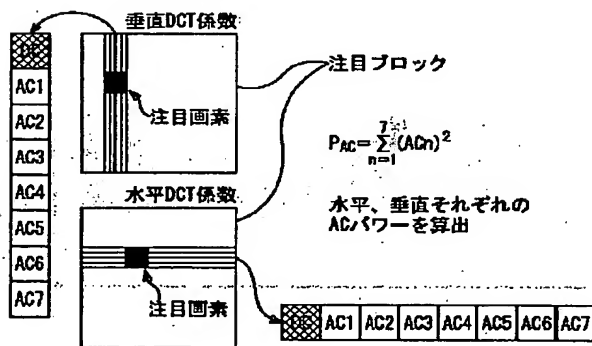 垂直DCT係数
DC
AC1
AC2
AC3
AC4
AC5
AC6
AC7
注目画素
注目ブロック
P_AC=Σ(ACn)²
7
n=1
水平DCT係数
水平、垂直それぞれの
ACパワーを算出
注目画素
DC AC1 AC2 AC3 AC4 AC5 AC6 AC7